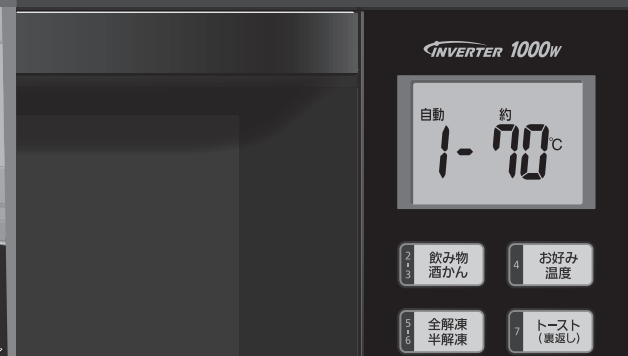 INVERTER 1000W
自動 約
1- 70℃
2-3 飲み物 酒かん
4 お好み 温度
5-6 全解凍 半解凍
7 トースト (裏返し)